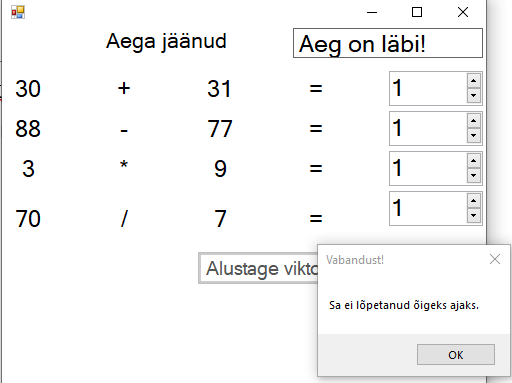 Aega jäänud Aeg on läbi!
30 + 31 = 1
88 - 77 = 1
3 * 9 = 1
70 / 7 = 1
Alustage
Vabandust!
Sa ei lõpetanud õigeks ajaks.
OK